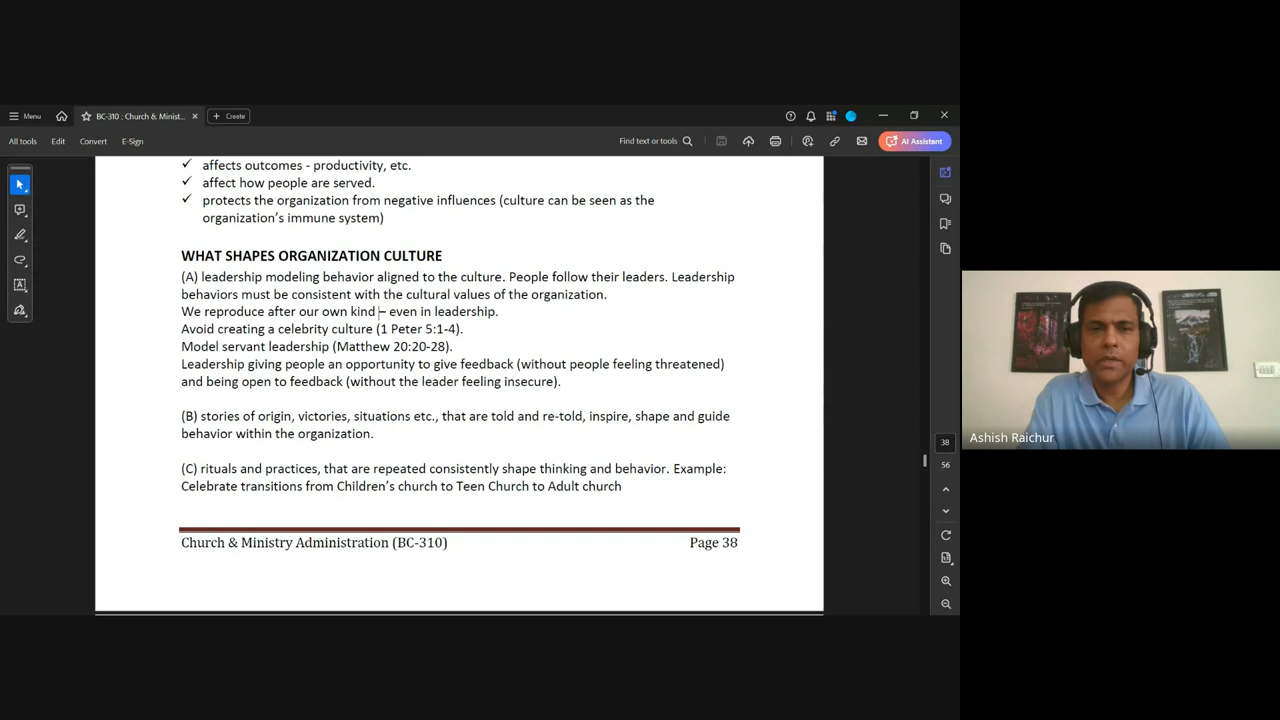 Menu
BC-310 : Church & Minist...
Create
All tools
Edit
Convert
E-Sign
Find text or tools
AI Assistant
✓ affects outcomes - productivity, etc.
✓ affect how people are served.
✓ protects the organization from negative influences (culture can be seen as the
organization's immune system)
WHAT SHAPES ORGANIZATION CULTURE
(A) leadership modeling behavior aligned to the culture. People follow their leaders. Leadership
behaviors must be consistent with the cultural values of the organization.
We reproduce after our own kind – even in leadership.
Avoid creating a celebrity culture (1 Peter 5:1-4).
Model servant leadership (Matthew 20:20-28).
Leadership giving people an opportunity to give feedback (without people feeling threatened)
and being open to feedback (without the leader feeling insecure).
(B) stories of origin, victories, situations etc., that are told and re-told, inspire, shape and guide
behavior within the organization.
(C) rituals and practices, that are repeated consistently shape thinking and behavior. Example:
Celebrate transitions from Children's church to Teen Church to Adult church
Church & Ministry Administration (BC-310)
Page 38
38
56
Ashish Raichur